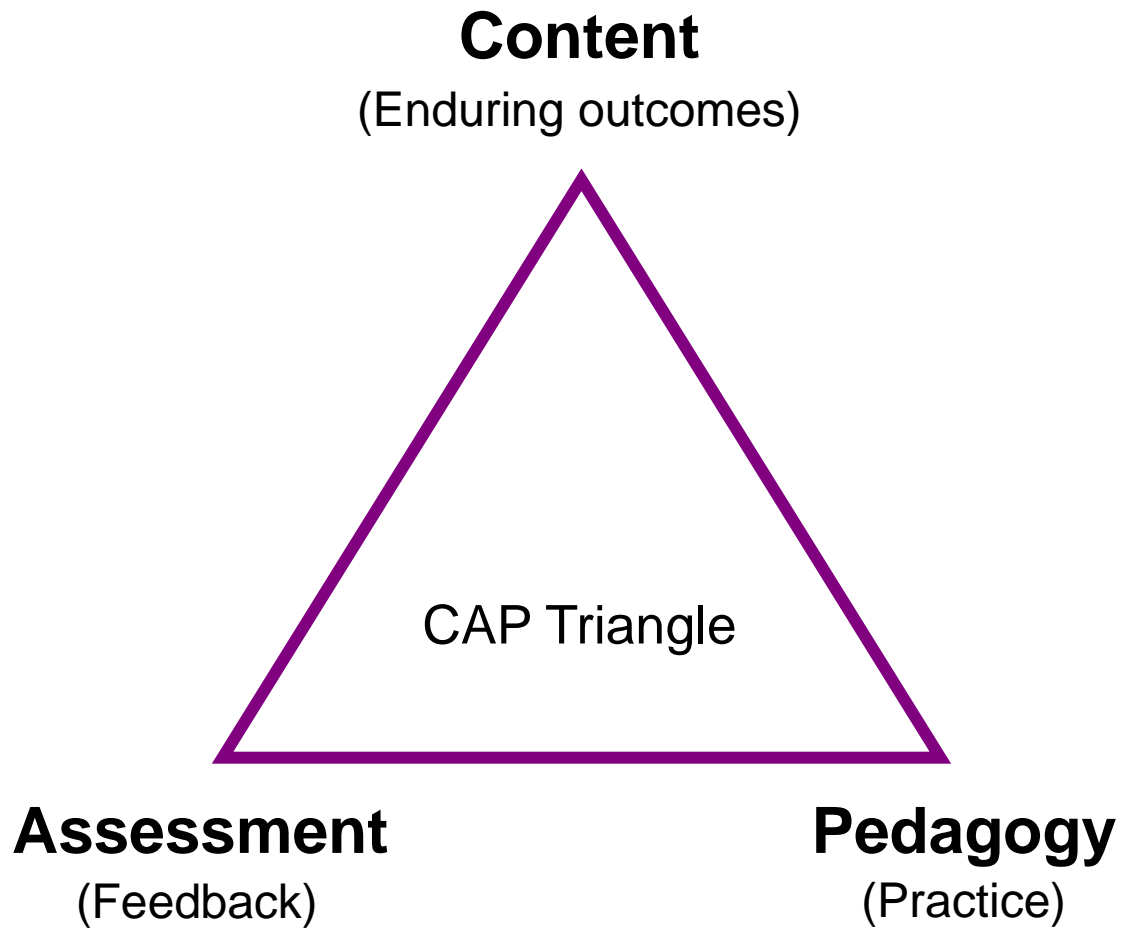 Content
(Enduring outcomes)
CAP Triangle
Assessment
(Feedback)
Pedagogy
(Practice)